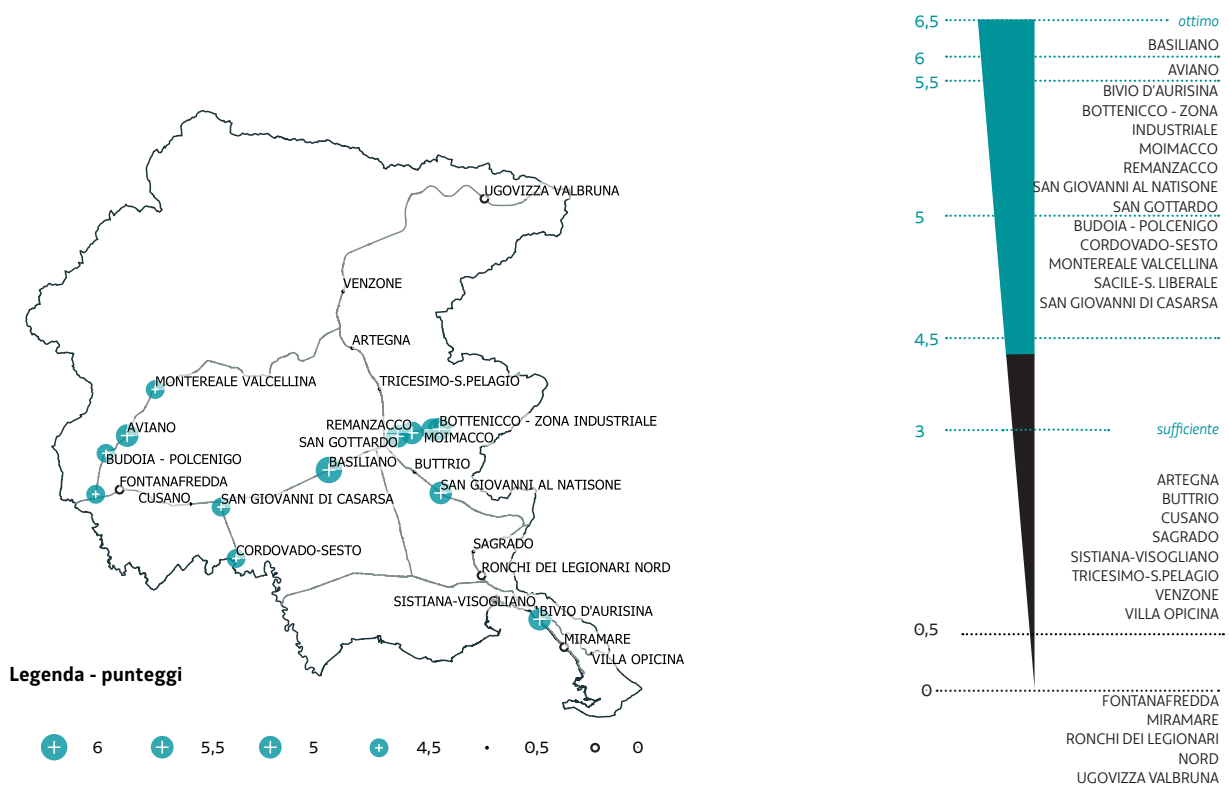 UGOVIZZA VALBRUNA
VENZONE
ARTEGNA
TRICESIMO-S.PELAGIO
MONTEREALE VALCELLINA
AVIANO
REMANZACCO
BOTTENICCO - ZONA INDUSTRIALE
SAN GOTTARDO
MOIMACCO
BUDOIA - POLCENIGO
BASILIANO
BUTTRIO
FONTANAFREDDA
SAN GIOVANNI AL NATISONE
CUSANO
SAN GIOVANNI DI CASARSA
CORDOVADO-SESTO
SAGRADO
RONCHI DEI LEGIONARI NORD
SISTIANA-VISOGLIANO
BIVIO D'AURISINA
MIRAMARE
VILLA OPICINA
Legenda - punteggi
6
5,5
5
4,5
0,5
0
6,5
ottimo
BASILIANO
6
AVIANO
5,5
BIVIO D'AURISINA
BOTTENICCO - ZONA
INDUSTRIALE
MOIMACCO
REMANZACCO
SAN GIOVANNI AL NATISONE
SAN GOTTARDO
5
BUDOIA - POLCENIGO
CORDOVADO-SESTO
MONTEREALE VALCELLINA
SACILE-S. LIBERALE
SAN GIOVANNI DI CASARSA
4,5
3
sufficiente
ARTEGNA
BUTTRIO
CUSANO
SAGRADO
SISTIANA-VISOGLIANO
TRICESIMO-S.PELAGIO
VENZONE
VILLA OPICINA
0,5
0
FONTANAFREDDA
MIRAMARE
RONCHI DEI LEGIONARI
NORD
UGOVIZZA VALBRUNA